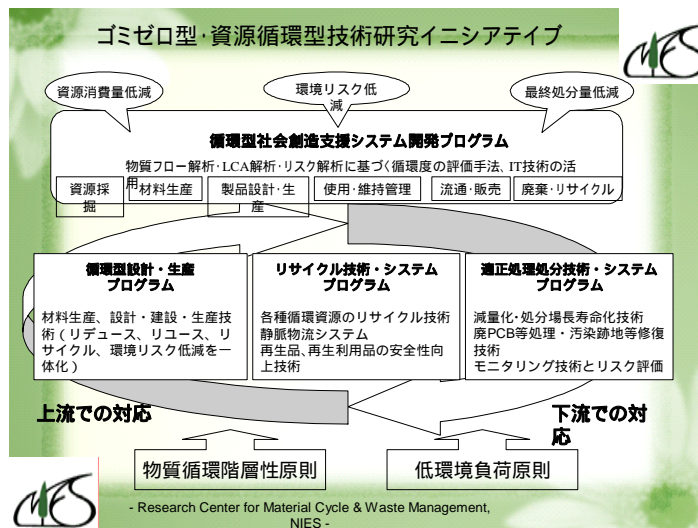 ゴミゼロ型･資源循環型技術研究イニシアテイブ
NIES
資源消費量低減
環境リスク低
減
最終処分量低減
循環型社会創造支援システム開発プログラム
物質フロー解析･LCA解析･リスク解析に基づく循環度の評価手法、IT技術の活
用
資源採
掘
材料生産
製品設計･生
産
使用･維持管理
流通･販売
廃棄･リサイクル
循環型設計・生産
プログラム
材料生産、設計・建設・生産技
術（リデュース、リユース、リ
サイクル、環境リスク低減を一
体化）
リサイクル技術・システム
プログラム
各種循環資源のリサイクル技術
静脈物流システム
再生品、再生利用品の安全性向
上技術
適正処理処分技術・システム
プログラム
減量化･処分場長寿命化技術
廃PCB等処理・汚染跡地等修復
技術
モニタリング技術とリスク評価
上流での対応
下流での対
応
物質循環階層性原則
低環境負荷原則
NIES
- Research Center for Material Cycle & Waste Management,
NIES -